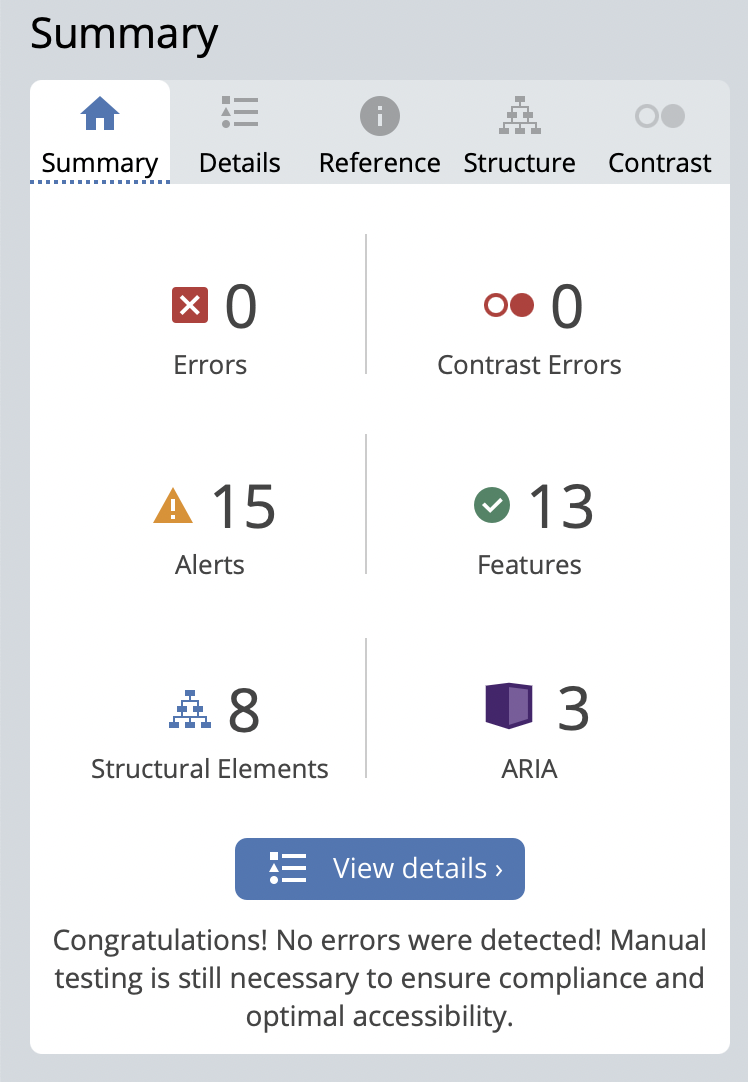 Summary
Summary Details Reference Structure Contrast
0 0
Errors Contrast Errors
15 13
Alerts Features
8 3
Structural Elements ARIA
View details ›
Congratulations! No errors were detected! Manual
testing is still necessary to ensure compliance and
optimal accessibility.